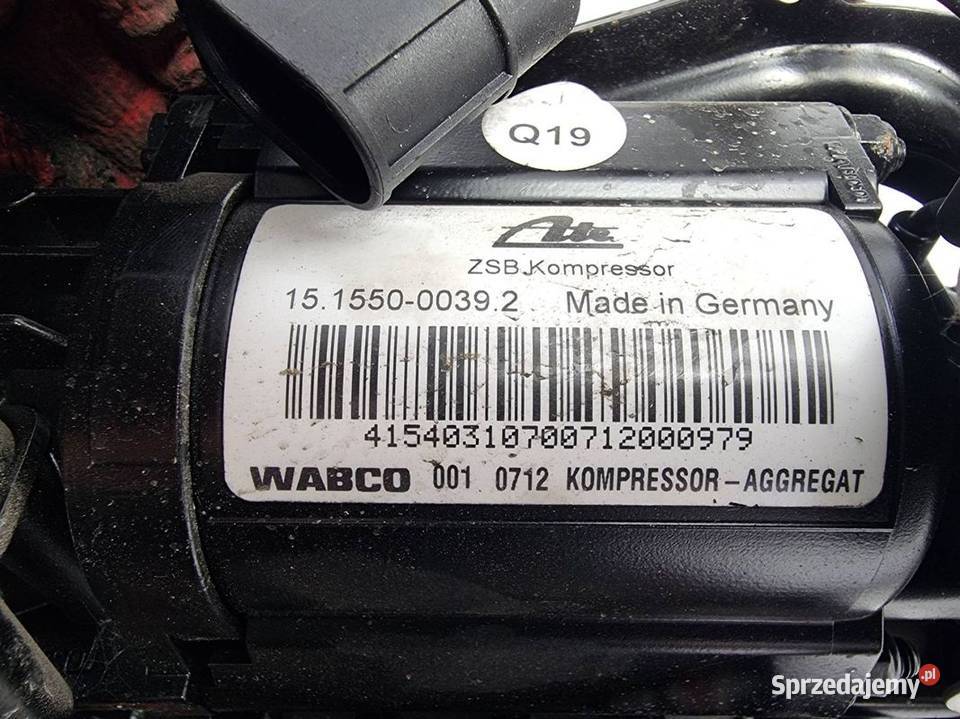 Q19
Ate
ZSB.Kompressor
15.1550-0039.2 Made in Germany
41540310700712000979
WABCO 001 0712 KOMPRESSOR-AGGREGAT
Sprzedajemy.pl